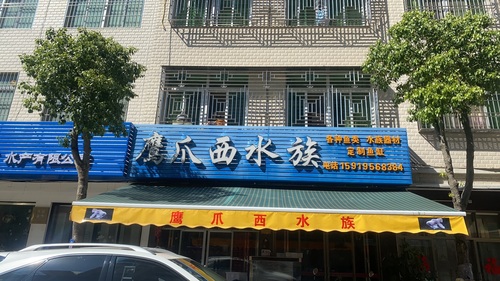 水产有限公
鹰爪西水族
各种鱼类 水族器材
定制鱼缸
电话15919568384
鹰爪西水族